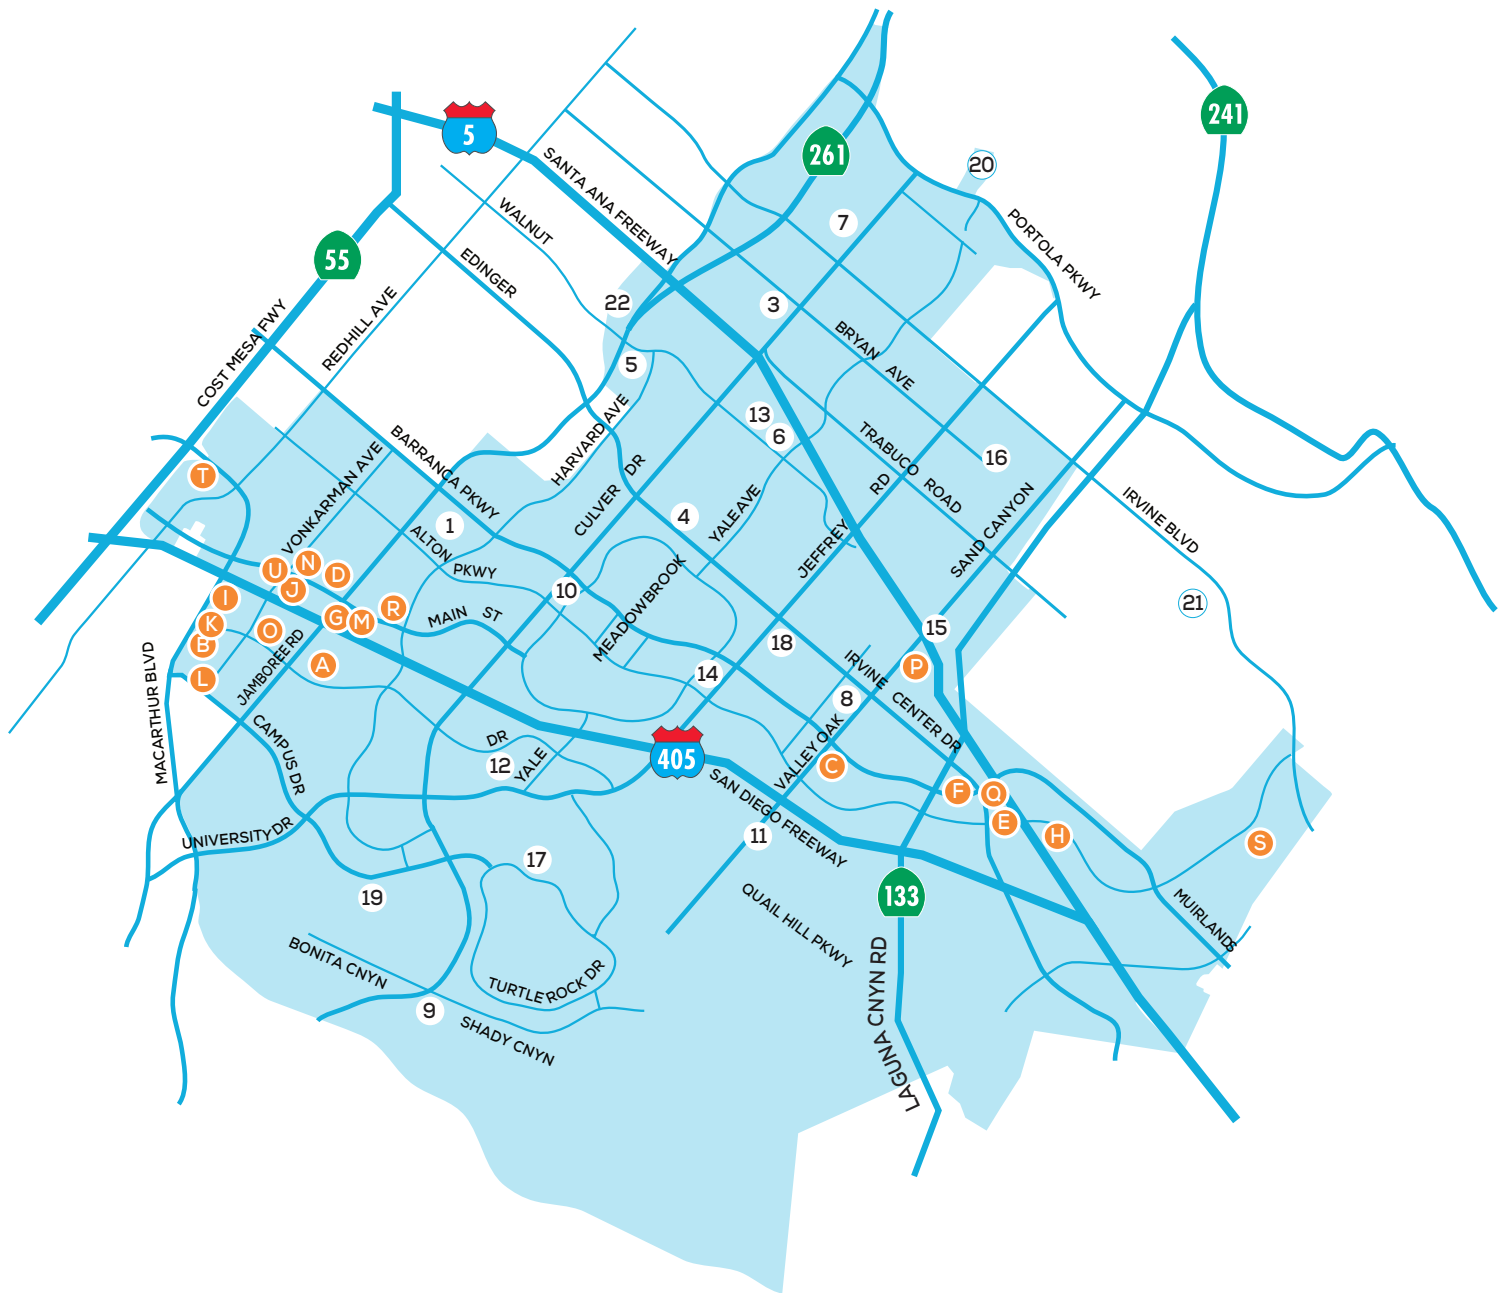 241
5
261
20
SANTA ANA FREEWAY
WALNUT
7
PORTOLA PKWY
55
EDINGER
22
3
COST MESA FWY
REDHILL AVE
BRYAN AVE
5
HARVARD AVE
13
6
TRABUCO ROAD
16
T
VONKARMAN AVE
BARRANCA PKWY
CULVER DR
1
4
YALE AVE
JEFFREY RD
SAND CANYON
IRVINE BLVD
ALTON PKWY
U
N
D
J
I
10
MEADOWBROOK
21
G
M
R
MAIN ST
K
O
B
15
18
A
L
JAMBOREE RD
14
P
IRVINE CENTER DR
8
MACARTHUR BLVD
CAMPUS DR
DR
12
YALE
405
VALLEY OAK
C
SAN DIEGO FREEWAY
F
Q
E
H
S
11
UNIVERSITY DR
17
19
133
QUAIL HILL PKWY
MUIRLANDS
BONITA CNYN
TURTLE ROCK DR
9
SHADY CNYN
LAGUNA CNYN RD